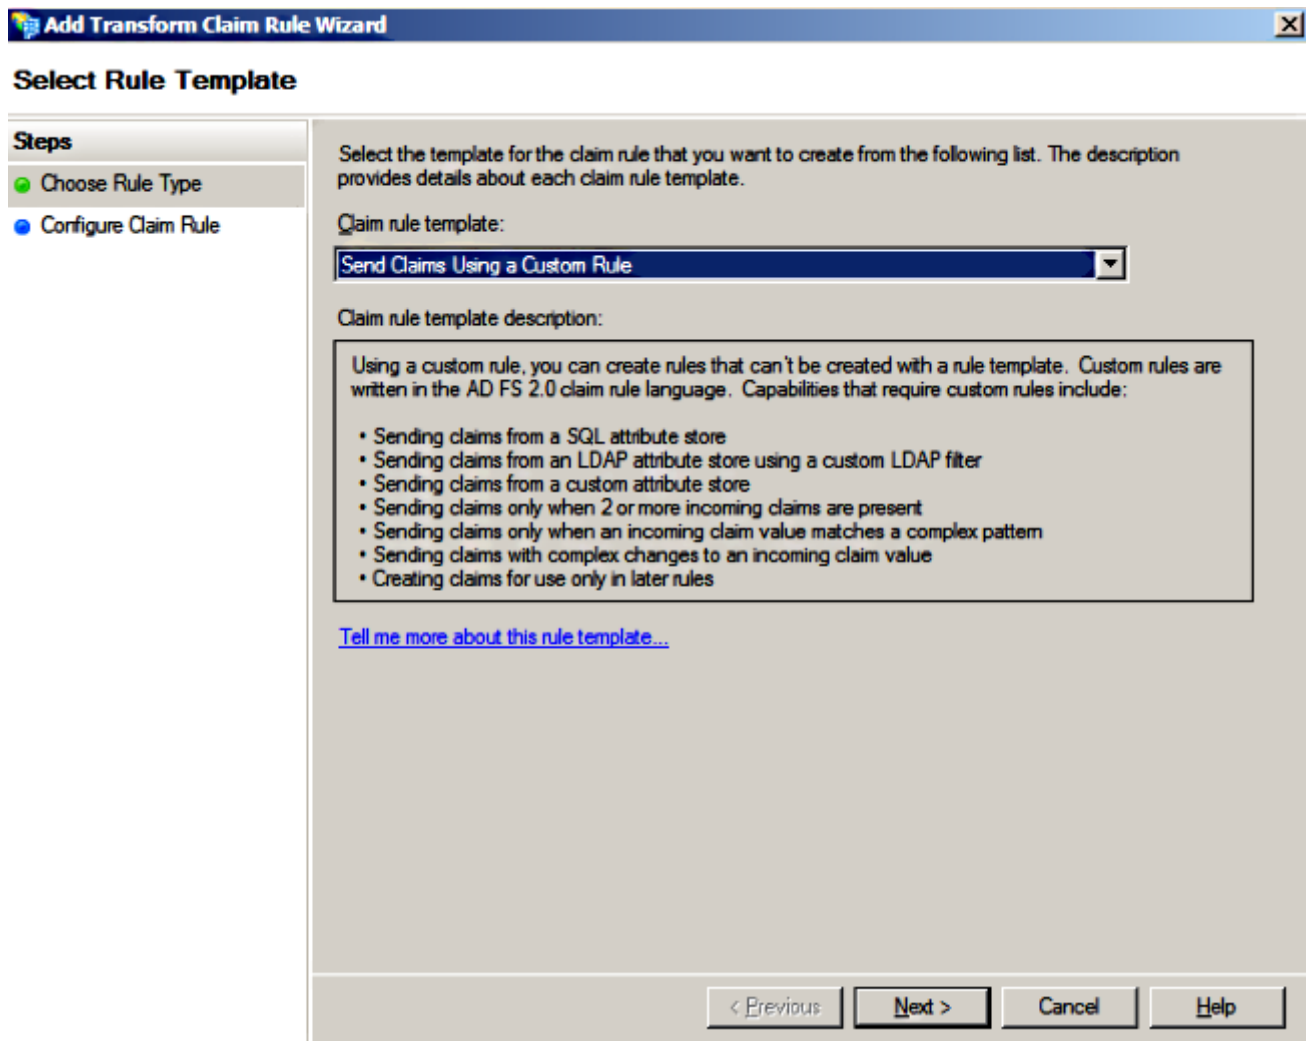 Add Transform Claim Rule Wizard
Select Rule Template
Steps
Choose Rule Type
Configure Claim Rule
Select the template for the claim rule that you want to create from the following list. The description
provides details about each claim rule template.
Claim rule template:
Send Claims Using a Custom Rule
Claim rule template description:
Using a custom rule, you can create rules that can't be created with a rule template. Custom rules are
written in the AD FS 2.0 claim rule language. Capabilities that require custom rules include:
• Sending claims from a SQL attribute store
• Sending claims from an LDAP attribute store using a custom LDAP filter
• Sending claims from a custom attribute store
• Sending claims only when 2 or more incoming claims are present
• Sending claims only when an incoming claim value matches a complex pattern
• Sending claims with complex changes to an incoming claim value
• Creating claims for use only in later rules
Tell me more about this rule template...
< Previous
Next >
Cancel
Help